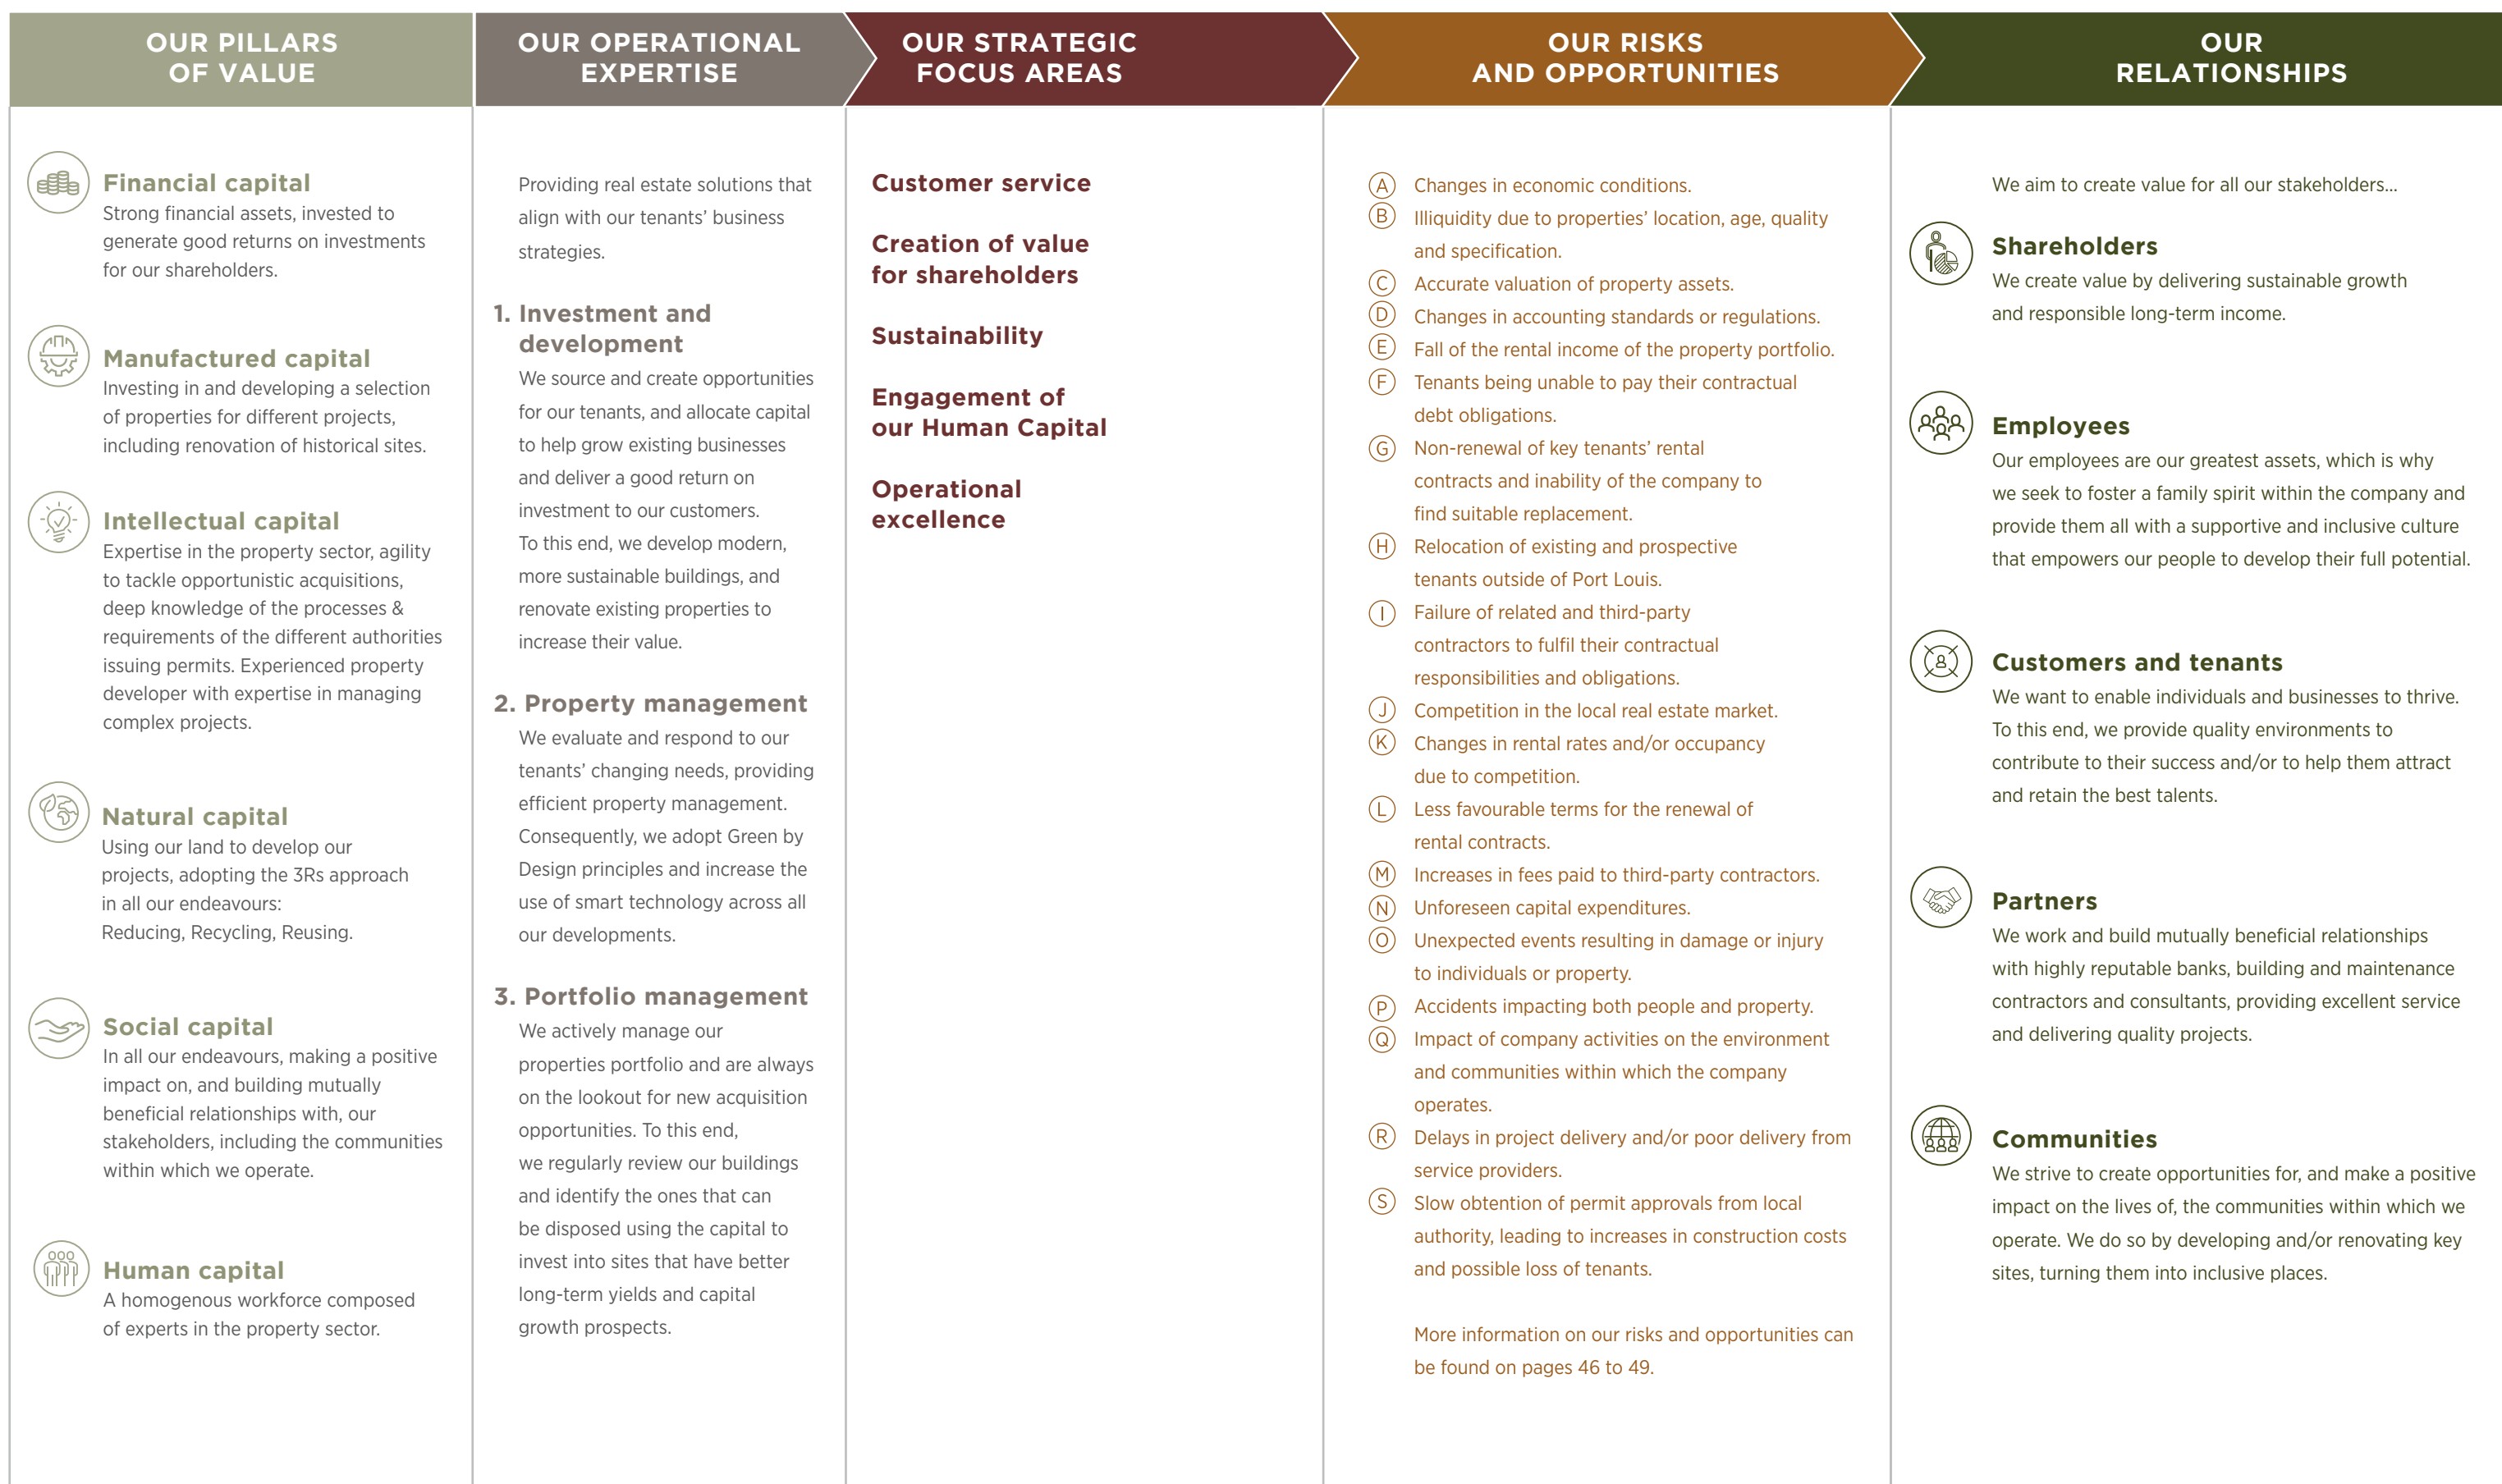 OUR PILLARS
OF VALUE
Financial capital
Strong financial assets, invested to
generate good returns on investments
for our shareholders.
Manufactured capital
Investing in and developing a selection
of properties for different projects,
including renovation of historical sites.
Intellectual capital
Expertise in the property sector, agility
to tackle opportunistic acquisitions,
deep knowledge of the processes &
requirements of the different authorities
issuing permits. Experienced property
developer with expertise in managing
complex projects.
Natural capital
Using our land to develop our
projects, adopting the 3Rs approach
in all our endeavours:
Reducing, Recycling, Reusing.
Social capital
In all our endeavours, making a positive
impact on, and building mutually
beneficial relationships with, our
stakeholders, including the communities
within which we operate.
Human capital
A homogenous workforce composed
of experts in the property sector.
OUR OPERATIONAL
EXPERTISE
Providing real estate solutions that
align with our tenants’ business
strategies.
1. Investment and
development
We source and create opportunities
for our tenants, and allocate capital
to help grow existing businesses
and deliver a good return on
investment to our customers.
To this end, we develop modern,
more sustainable buildings, and
renovate existing properties to
increase their value.
2. Property management
We evaluate and respond to our
tenants’ changing needs, providing
efficient property management.
Consequently, we adopt Green by
Design principles and increase the
use of smart technology across all
our developments.
3. Portfolio management
We actively manage our
properties portfolio and are always
on the lookout for new acquisition
opportunities. To this end,
we regularly review our buildings
and identify the ones that can
be disposed using the capital to
invest into sites that have better
long-term yields and capital
growth prospects.
OUR STRATEGIC
FOCUS AREAS
Customer service
Creation of value
for shareholders
Sustainability
Engagement of
our Human Capital
Operational
excellence
OUR RISKS
AND OPPORTUNITIES
A Changes in economic conditions.
B Illiquidity due to properties’ location, age, quality
and specification.
C Accurate valuation of property assets.
D Changes in accounting standards or regulations.
E Fall of the rental income of the property portfolio.
F Tenants being unable to pay their contractual
debt obligations.
G Non-renewal of key tenants’ rental
contracts and inability of the company to
find suitable replacement.
H Relocation of existing and prospective
tenants outside of Port Louis.
I Failure of related and third-party
contractors to fulfil their contractual
responsibilities and obligations.
J Competition in the local real estate market.
K Changes in rental rates and/or occupancy
due to competition.
L Less favourable terms for the renewal of
rental contracts.
M Increases in fees paid to third-party contractors.
N Unforeseen capital expenditures.
O Unexpected events resulting in damage or injury
to individuals or property.
P Accidents impacting both people and property.
Q Impact of company activities on the environment
and communities within which the company
operates.
R Delays in project delivery and/or poor delivery from
service providers.
S Slow obtention of permit approvals from local
authority, leading to increases in construction costs
and possible loss of tenants.
More information on our risks and opportunities can
be found on pages 46 to 49.
OUR
RELATIONSHIPS
We aim to create value for all our stakeholders...
Shareholders
We create value by delivering sustainable growth
and responsible long-term income.
Employees
Our employees are our greatest assets, which is why
we seek to foster a family spirit within the company and
provide them all with a supportive and inclusive culture
that empowers our people to develop their full potential.
Customers and tenants
We want to enable individuals and businesses to thrive.
To this end, we provide quality environments to
contribute to their success and/or to help them attract
and retain the best talents.
Partners
We work and build mutually beneficial relationships
with highly reputable banks, building and maintenance
contractors and consultants, providing excellent service
and delivering quality projects.
Communities
We strive to create opportunities for, and make a positive
impact on the lives of, the communities within which we
operate. We do so by developing and/or renovating key
sites, turning them into inclusive places.